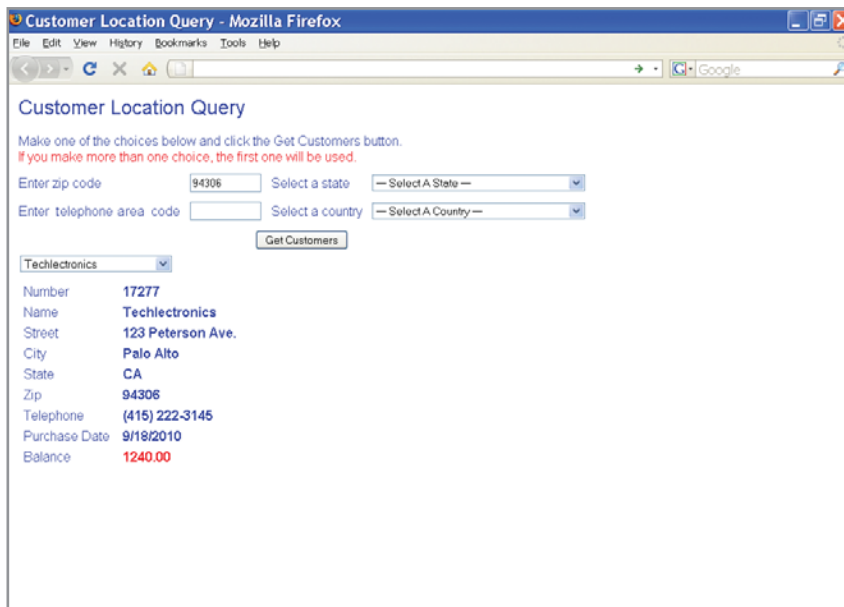 Customer Location Query - Mozilla Firefox
File Edit View History Bookmarks Tools Help
G Google
Customer Location Query
Make one of the choices below and click the Get Customers button.
If you make more than one choice, the first one will be used.
Enter zip code 94306 Select a state — Select A State —
Enter telephone area code Select a country — Select A Country —
Get Customers
Techlectronics
Number 17277
Name Techlectronics
Street 123 Peterson Ave.
City Palo Alto
State CA
Zip 94306
Telephone (415) 222-3145
Purchase Date 9/18/2010
Balance 1240.00